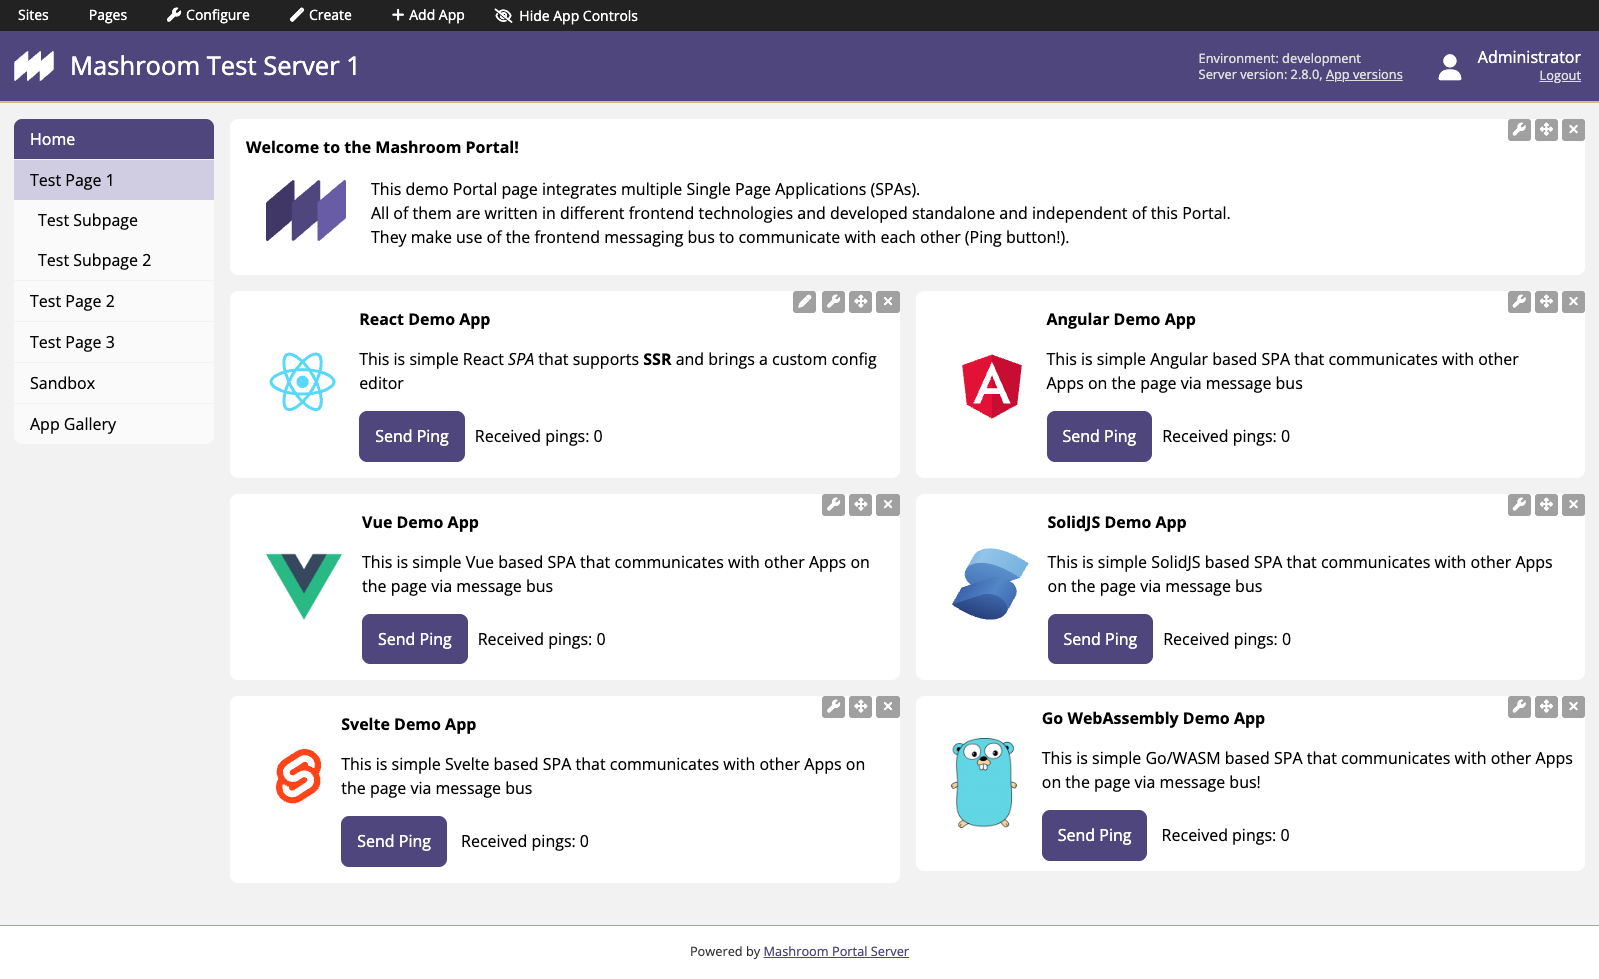 Sites Pages Configure Create Add App Hide App Controls
Mashroom Test Server 1
Environment: development
Server version: 2.8.0, App versions
Administrator
Logout
Home
Test Page 1
Test Subpage
Test Subpage 2
Test Page 2
Test Page 3
Sandbox
App Gallery
Welcome to the Mashroom Portal!
This demo Portal page integrates multiple Single Page Applications (SPAs).
All of them are written in different frontend technologies and developed standalone and independent of this Portal.
They make use of the frontend messaging bus to communicate with each other (Ping button!).
React Demo App
This is simple React SPA that supports SSR and brings a custom config
editor
Send Ping Received pings: 0
Angular Demo App
This is simple Angular based SPA that communicates with other
Apps on the page via message bus
Send Ping Received pings: 0
Vue Demo App
This is simple Vue based SPA that communicates with other Apps on
the page via message bus
Send Ping Received pings: 0
SolidJS Demo App
This is simple SolidJS based SPA that communicates with other Apps
on the page via message bus
Send Ping Received pings: 0
Svelte Demo App
This is simple Svelte based SPA that communicates with other Apps on
the page via message bus
Send Ping Received pings: 0
Go WebAssembly Demo App
This is simple Go/WASM based SPA that communicates with other Apps
on the page via message bus!
Send Ping Received pings: 0
Powered by Mashroom Portal Server